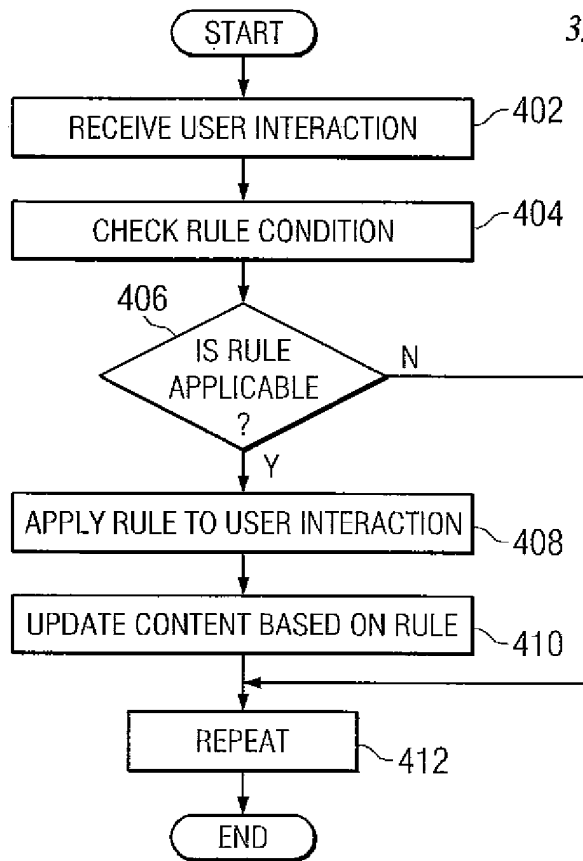 START
3
RECEIVE USER INTERACTION
402
CHECK RULE CONDITION
404
406
IS RULE
APPLICABLE
?
N
Y
APPLY RULE TO USER INTERACTION
408
UPDATE CONTENT BASED ON RULE
410
REPEAT
412
END